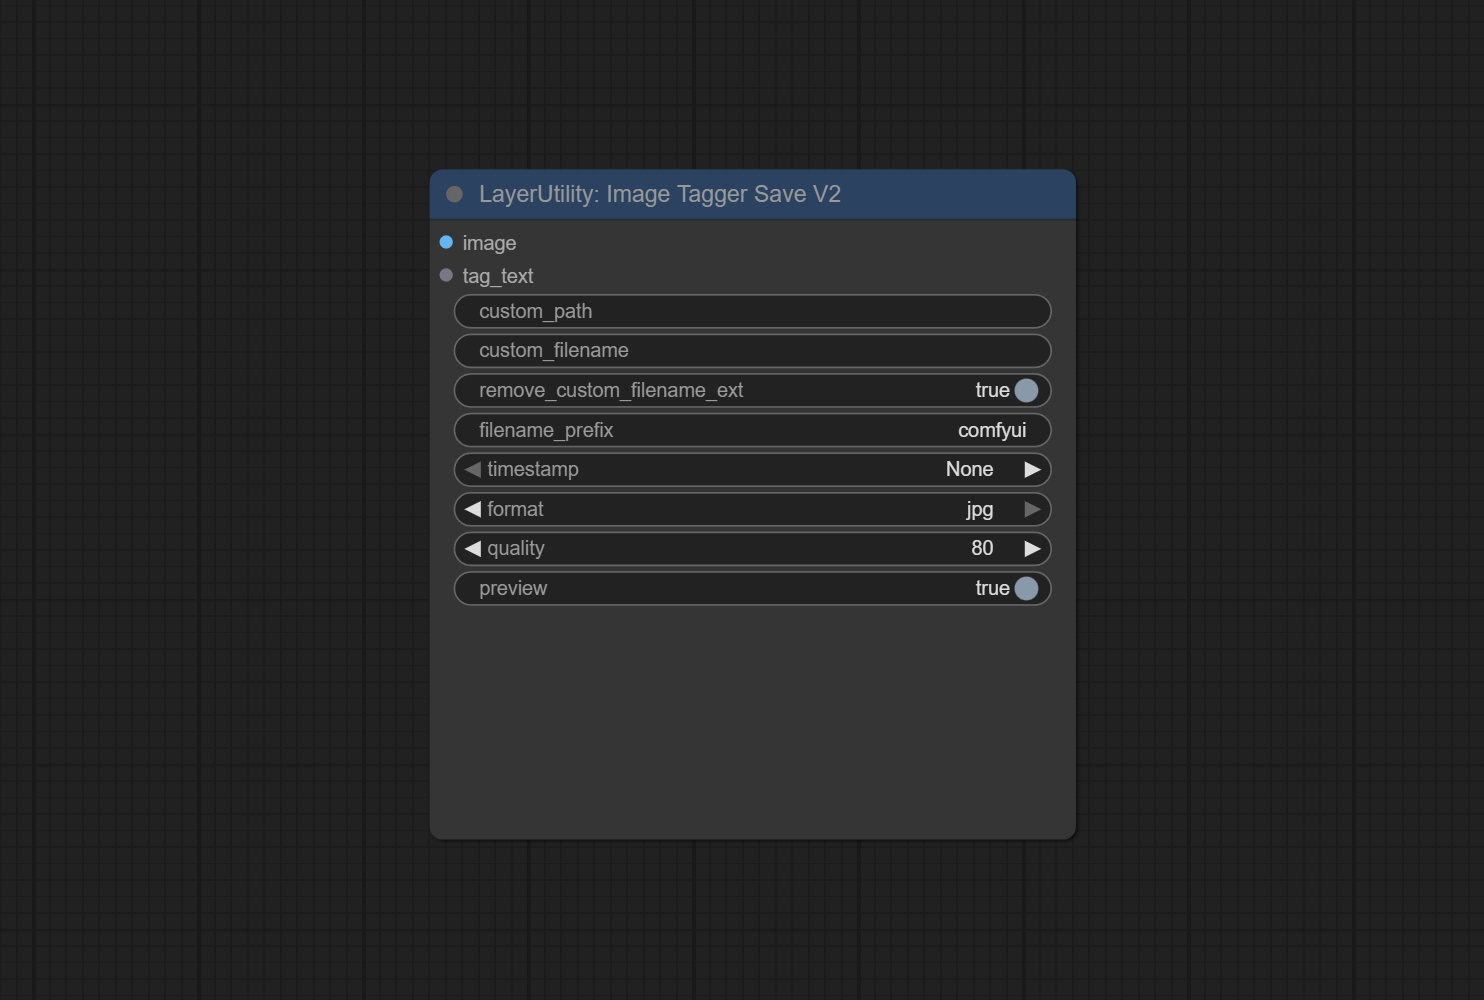 LayerUtility: Image Tagger Save V2
image
tag_text
custom_path
custom_filename
remove_custom_filename_ext true
filename_prefix comfyui
timestamp None
format jpg
quality 80
preview true